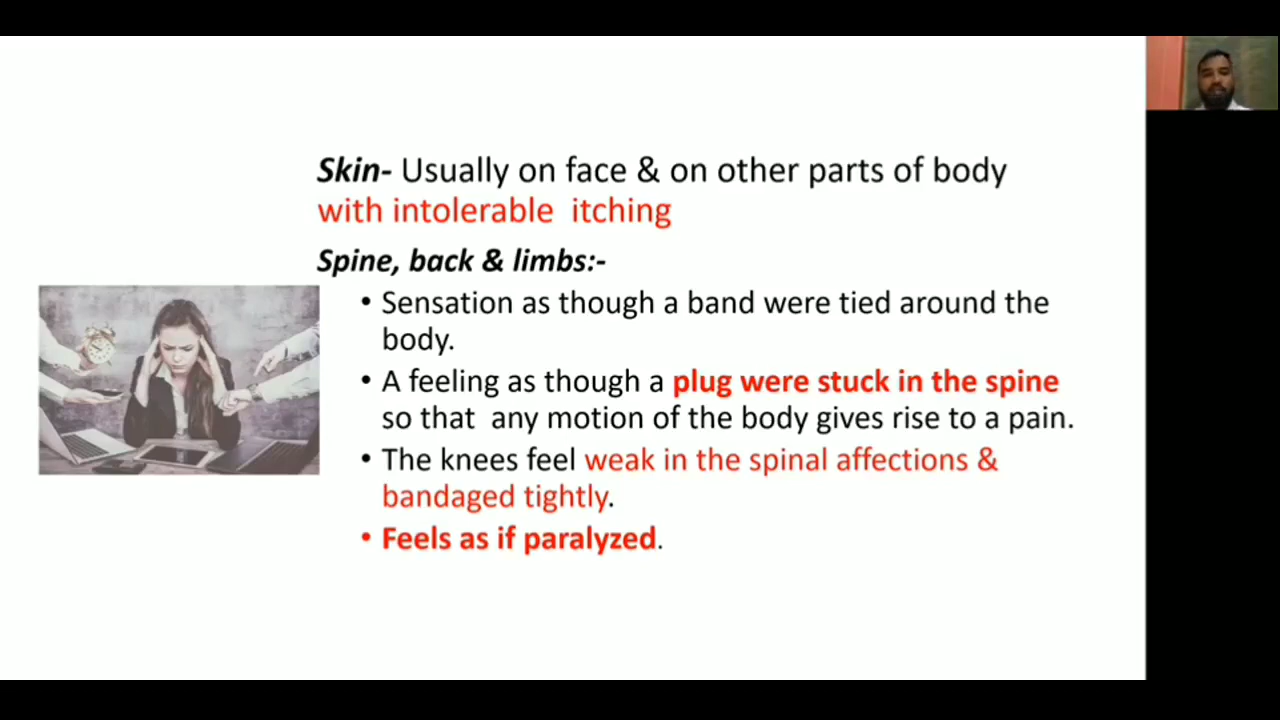 Skin- Usually on face & on other parts of body
with intolerable itching
Spine, back & limbs:-
• Sensation as though a band were tied around the
body.
• A feeling as though a plug were stuck in the spine
so that any motion of the body gives rise to a pain.
• The knees feel weak in the spinal affections &
bandaged tightly.
• Feels as if paralyzed.